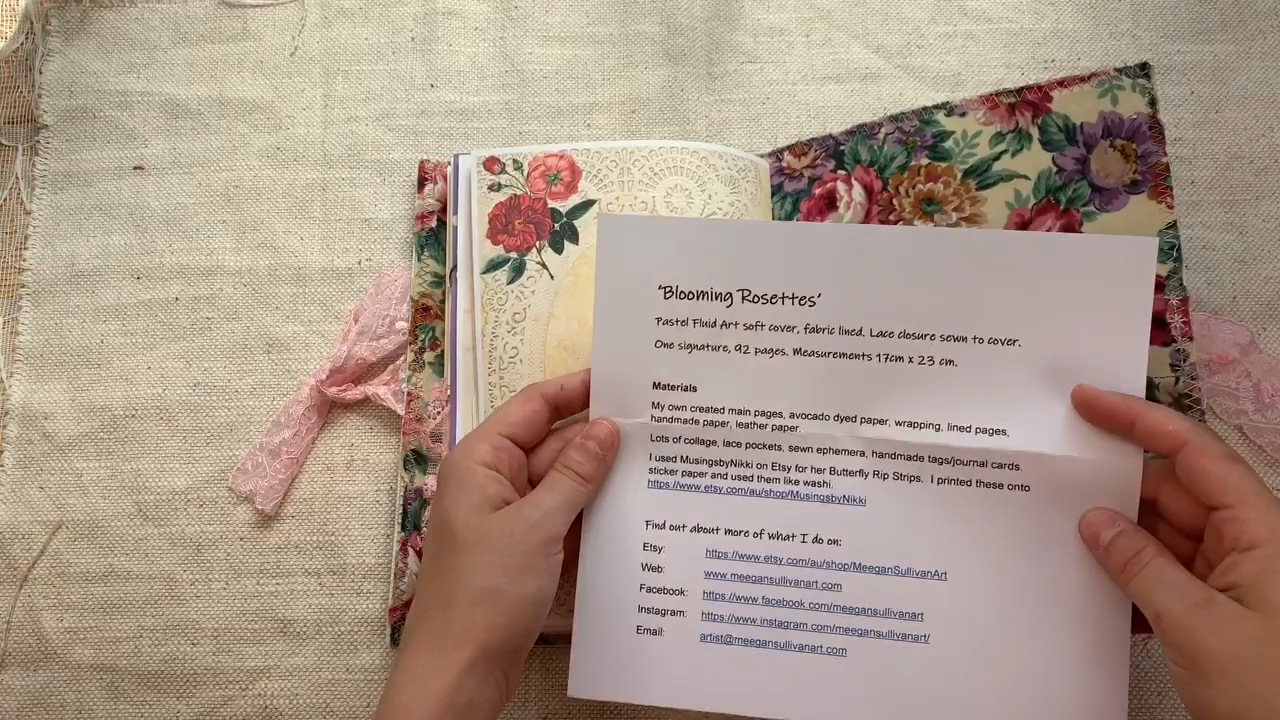 'Blooming Rosettes'
Pastel Fluid Art soft cover, fabric lined. Lace closure sewn to cover.
One signature, 92 pages. Measurements 17cm x 23 cm.
Materials
My own created main pages, avocado dyed paper, wrapping, lined pages,
handmade paper, leather paper.
Lots of collage, lace pockets, sewn ephemera, handmade tags/journal cards.
I used MusingsbyNikki on Etsy for her Butterfly Rip Strips. I printed these onto
sticker paper and used them like washi.
https://www.etsy.com/au/shop/MusingsbyNikki
Find out about more of what I do on:
Etsy: https://www.etsy.com/au/shop/MeeganSullivanArt
Web: www.meegansullivanart.com
Facebook: https://www.facebook.com/meegansullivanart
Instagram: https://www.instagram.com/meegansullivanart/
Email: artist@meegansullivanart.com